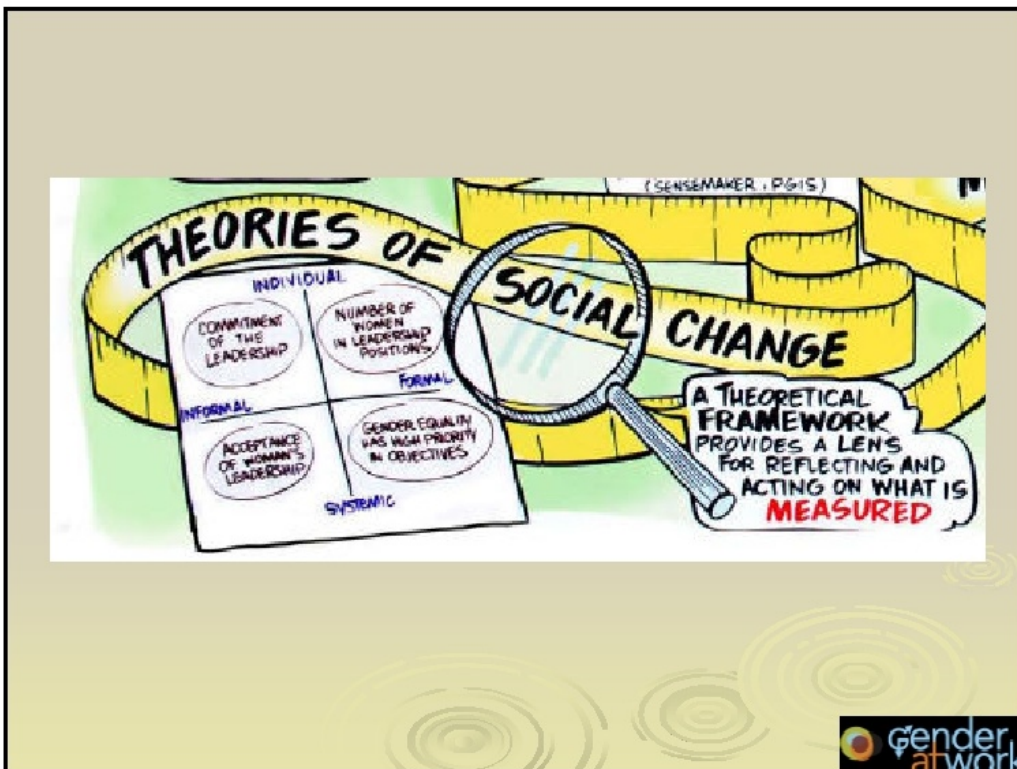 (SENSEMAKER, PGIS)
THEORIES OF SOCIAL CHANGE
INDIVIDUAL
COMMITMENT
OF THE
LEADERSHIP
NUMBER OF
WOMEN
IN LEADERSHIP
POSITIONS
FORMAL
INFORMAL
ACCEPTANCE
OF WOMAN'S
LEADERSHIP
GENDER EQUALITY
HAS HIGH PRIORITY
IN OBJECTIVES
SYSTEMIC
A THEORETICAL
FRAMEWORK
PROVIDES A LENS
FOR REFLECTING AND
ACTING ON WHAT IS
MEASURED
gender
at work